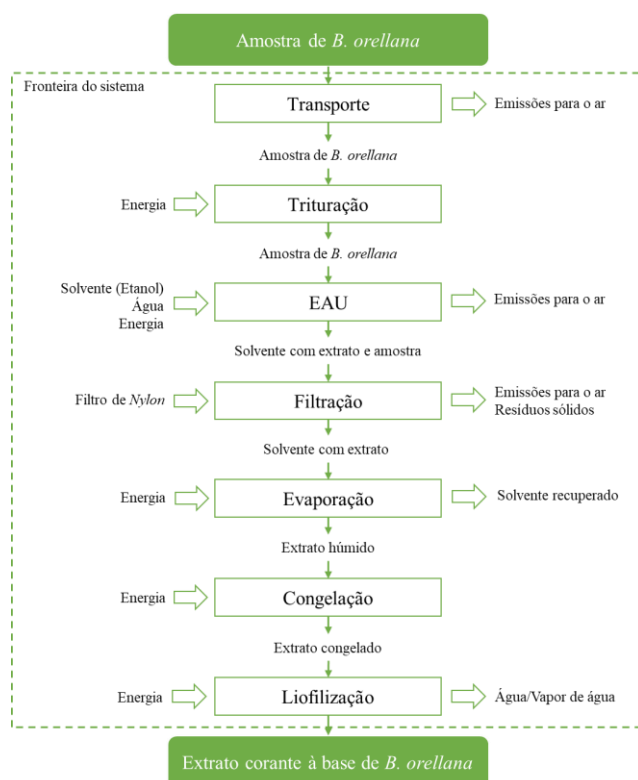 Amostra de B. orellana
Fronteira do sistema
Transporte
Emissões para o ar
Amostra de B. orellana
Energia
Trituração
Amostra de B. orellana
Solvente (Etanol)
Água
Energia
EAU
Emissões para o ar
Solvente com extrato e amostra
Filtro de Nylon
Filtração
Emissões para o ar
Resíduos sólidos
Solvente com extrato
Energia
Evaporação
Solvente recuperado
Extrato húmido
Energia
Congelação
Extrato congelado
Energia
Liofilização
Água/Vapor de água
Extrato corante à base de B. orellana